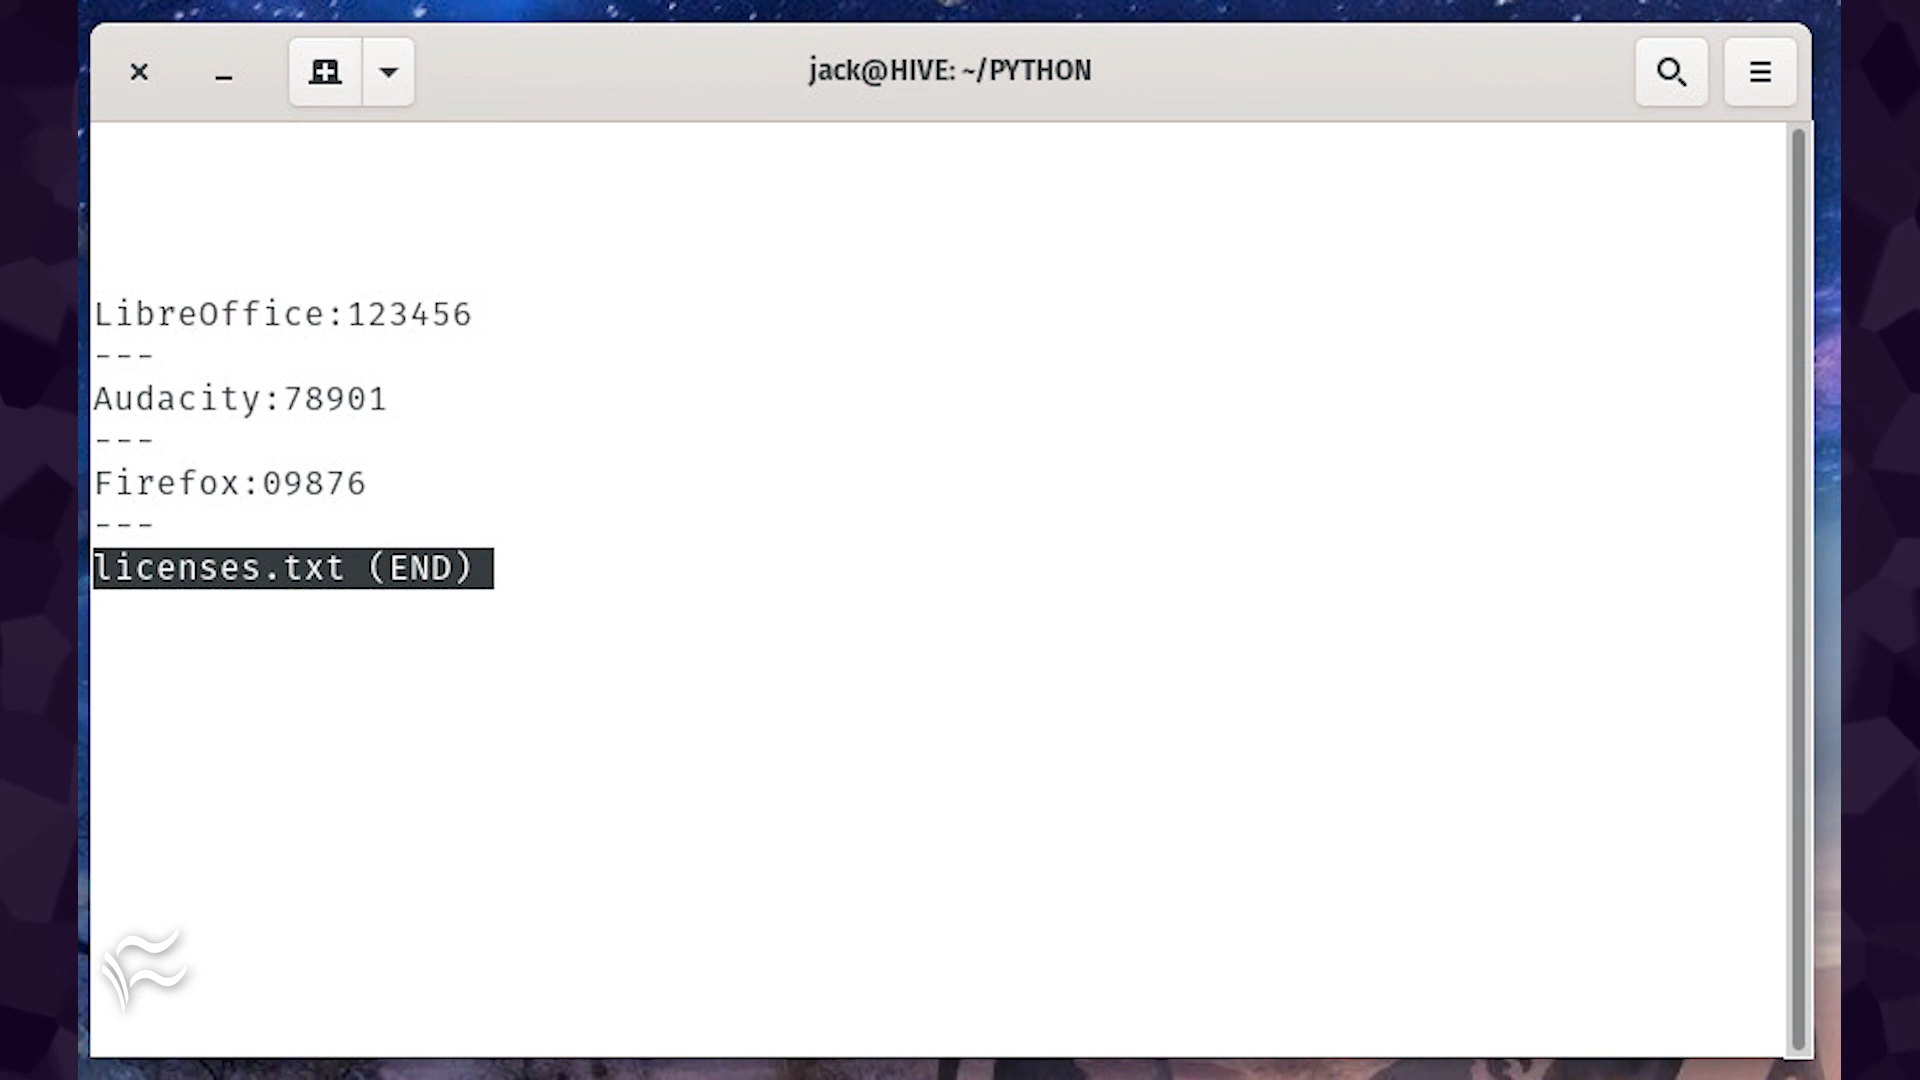 jack@HIVE: ~/PYTHON
LibreOffice:123456
---
Audacity:78901
---
Firefox:09876
---
licenses.txt (END)